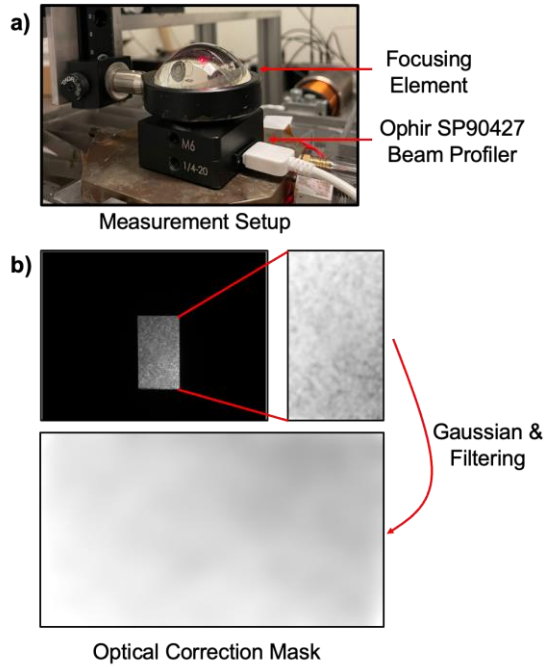 a)
Focusing
Element
Ophir SP90427
Beam Profiler
M6
1/4-20
Measurement Setup
b)
Gaussian &
Filtering
Optical Correction Mask